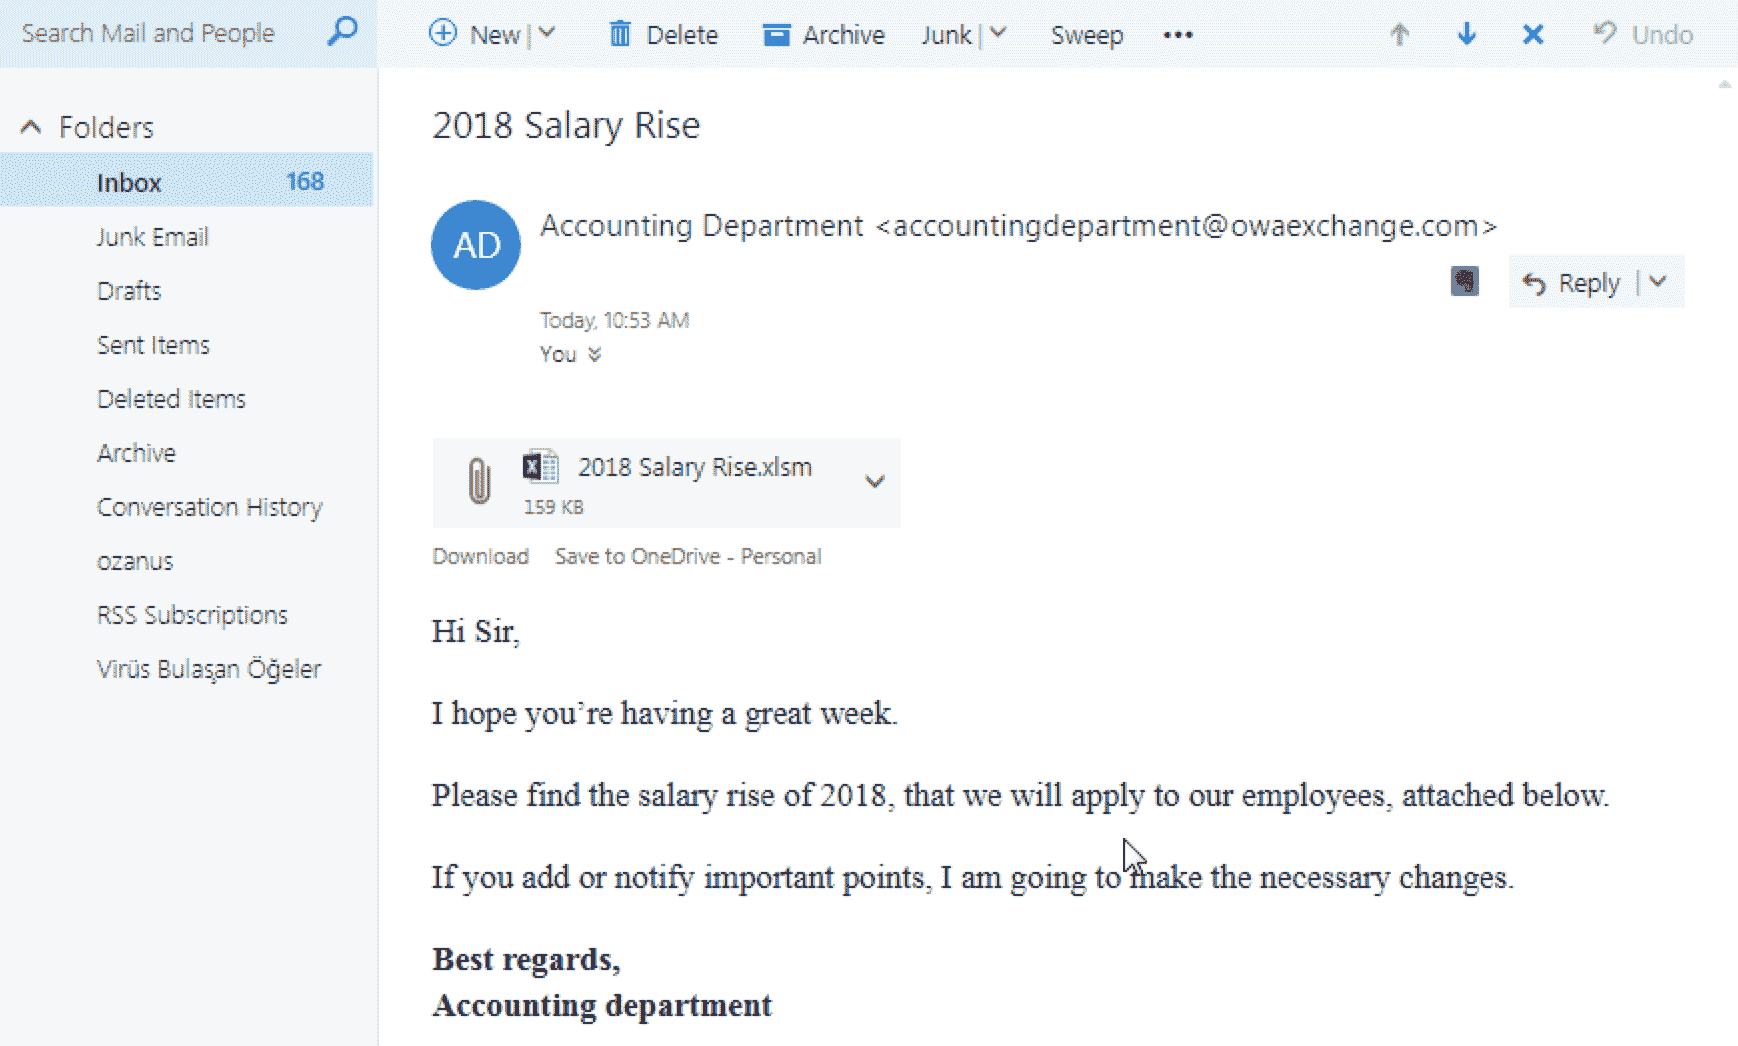 Search Mail and People
New
Delete
Archive
Junk
Sweep
Undo
Folders
Inbox 168
Junk Email
Drafts
Sent Items
Deleted Items
Archive
Conversation History
ozanus
RSS Subscriptions
Virüs Bulaşan Öğeler
2018 Salary Rise
AD
Accounting Department <accountingdepartment@owaexchange.com>
Reply
Today, 10:53 AM
You
2018 Salary Rise.xlsm
159 KB
Download Save to OneDrive - Personal
Hi Sir,
I hope you’re having a great week.
Please find the salary rise of 2018, that we will apply to our employees, attached below.
If you add or notify important points, I am going to make the necessary changes.
Best regards,
Accounting department